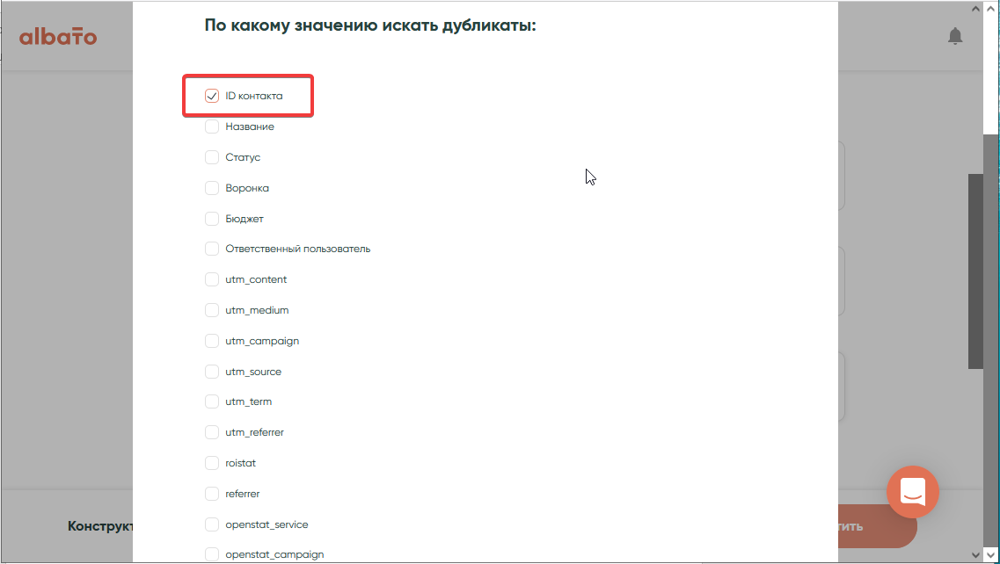 По какому значению искать дубликаты:
albato
ID контакта
Название
Статус
Воронка
Бюджет
Ответственный пользователь
utm_content
utm_medium
utm_campaign
utm_source
utm_term
utm_referrer
roistat
referrer
openstat_service
Конструкт
тить
openstat_campaign